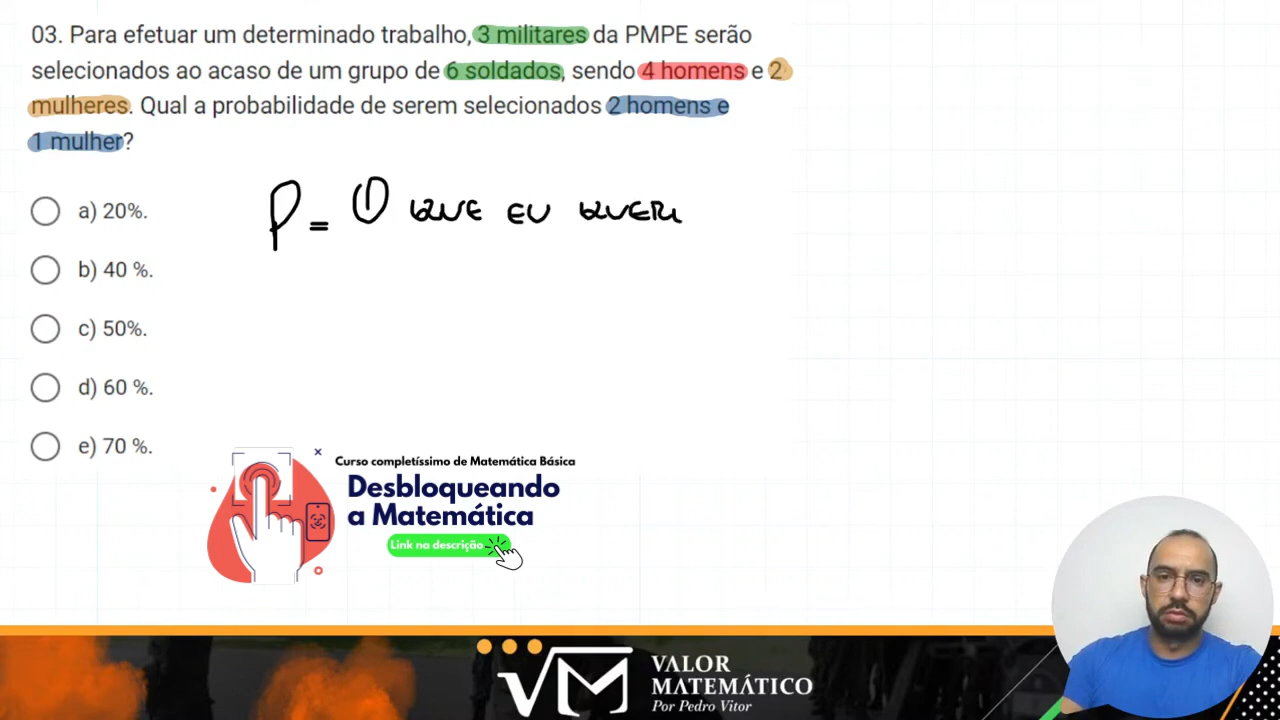 03. Para efetuar um determinado trabalho, 3 militares da PMPE serão
selecionados ao acaso de um grupo de 6 soldados, sendo 4 homens e 2
mulheres. Qual a probabilidade de serem selecionados 2 homens e
1 mulher?
a) 20%.
b) 40 %.
c) 50%.
d) 60 %.
e) 70 %.
P = O QUE EU QUERO
Curso completíssimo de Matemática Básica
Desbloqueando
a Matemática
Link na descrição
VM
VALOR
MATEMÁTICO
Por Pedro Vitor